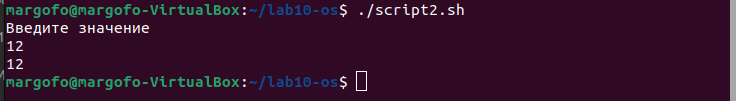 margofo@margofo-VirtualBox:~/lab10-os$ ./script2.sh
Введите значение
12
12
margofo@margofo-VirtualBox:~/lab10-os$